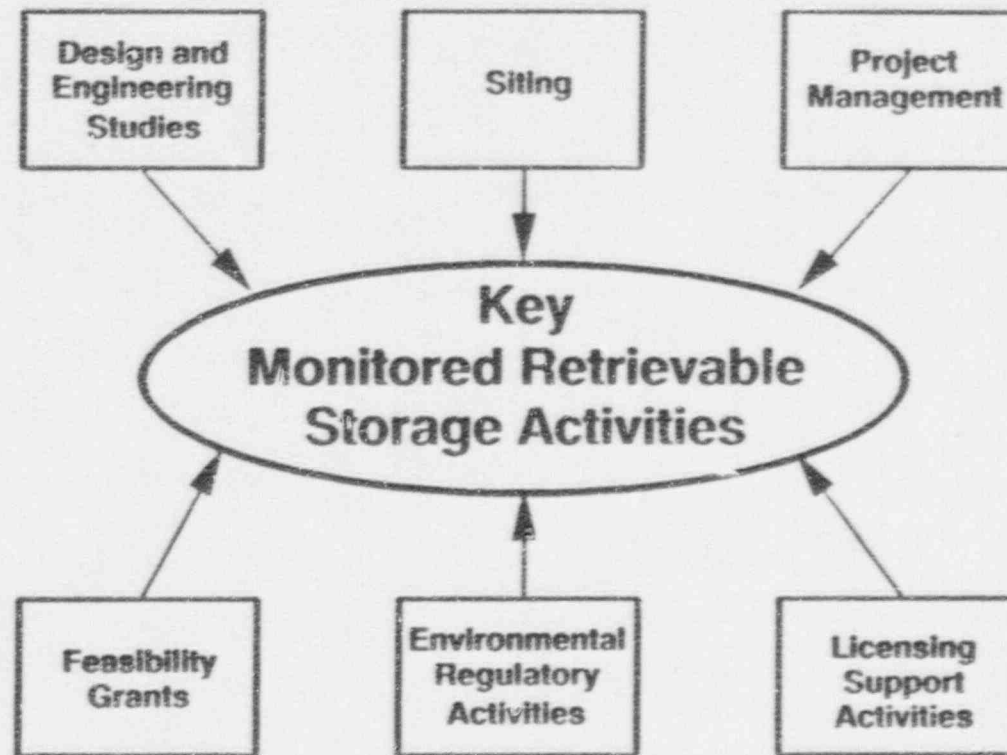 Design and
Engineering
Studies
Siting
Project
Management
Key
Monitored Retrievable
Storage Activities
Feasibility
Grants
Environmental
Regulatory
Activities
Licensing
Support
Activities